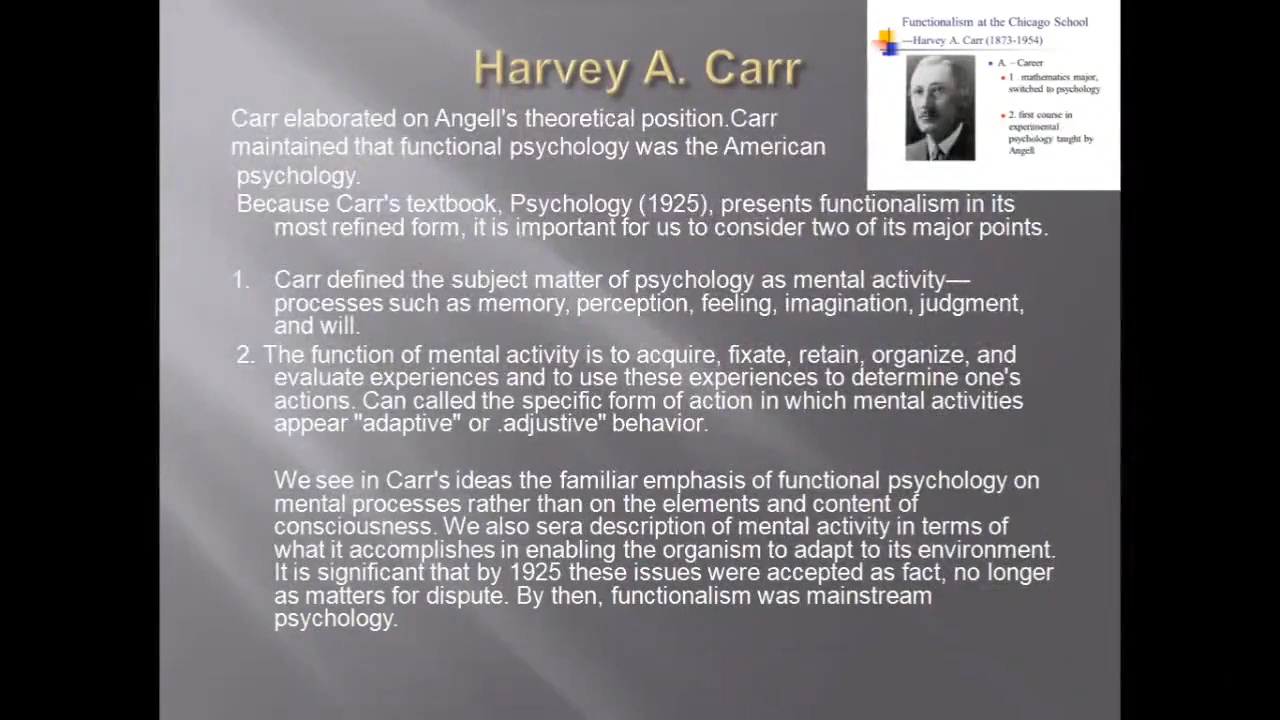 Harvey A. Carr
Functionalism at the Chicago School
—Harvey A. Carr (1873-1954)
A. – Career
1 mathematics major,
switched to psychology
2. first course in
experimental
psychology taught by
Angell
Carr elaborated on Angell's theoretical position.Carr
maintained that functional psychology was the American
psychology.
Because Carr's textbook, Psychology (1925), presents functionalism in its
most refined form, it is important for us to consider two of its major points.
1. Carr defined the subject matter of psychology as mental activity—
processes such as memory, perception, feeling, imagination, judgment,
and will.
2. The function of mental activity is to acquire, fixate, retain, organize, and
evaluate experiences and to use these experiences to determine one's
actions. Can called the specific form of action in which mental activities
appear "adaptive" or .adjustive" behavior.
We see in Carr's ideas the familiar emphasis of functional psychology on
mental processes rather than on the elements and content of
consciousness. We also sera description of mental activity in terms of
what it accomplishes in enabling the organism to adapt to its environment.
It is significant that by 1925 these issues were accepted as fact, no longer
as matters for dispute. By then, functionalism was mainstream
psychology.